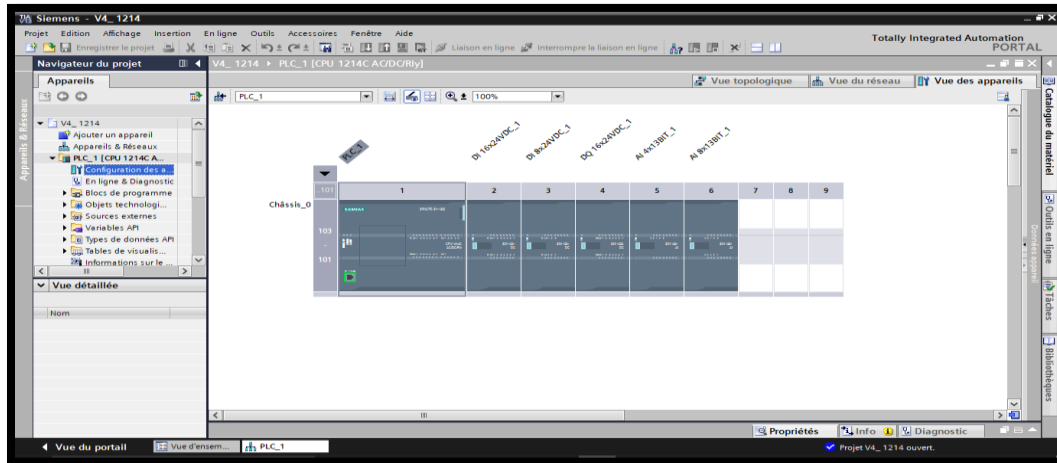 Siemens - V4_ 1214
Projet Edition Affichage Insertion En ligne Outils Accessoires Fenêtre Aide
Totally Integrated Automation
PORTAL
Enregistrer le projet Liaison en ligne Interrompre la liaison en ligne
Navigateur du projet
V4_ 1214 PLC_1 [CPU 1214C AC/DC/Rly]
Appareils
Vue topologique Vue du réseau Vue des appareils
PLC_1 100%
V4_ 1214
Ajouter un appareil
Appareils & Réseaux
PLC_1 [CPU 1214C A...
Configuration des a...
En ligne & Diagnostic
Blocs de programme
Objets technologi...
Sources externes
Variables API
Types de données API
Tables de visualis...
Informations sur le ...
Vue détaillée
Nom
Appareils & Réseaux
PLC_1 DI 16x24VDC_1 DI 8x24VDC_1 DQ 16x24VDC_1 AI 4x13BIT_1 AI 8x13BIT_1
..101 1 2 3 4 5 6 7 8 9
Châssis_0
SIEMENS
103
-
101
Données appareil
Catalogue du matériel
Outils en ligne
Tâches
Bibliothèques
Propriétés Info Diagnostic
Vue du portail Vue d'ensem... PLC_1 Projet V4_ 1214 ouvert.